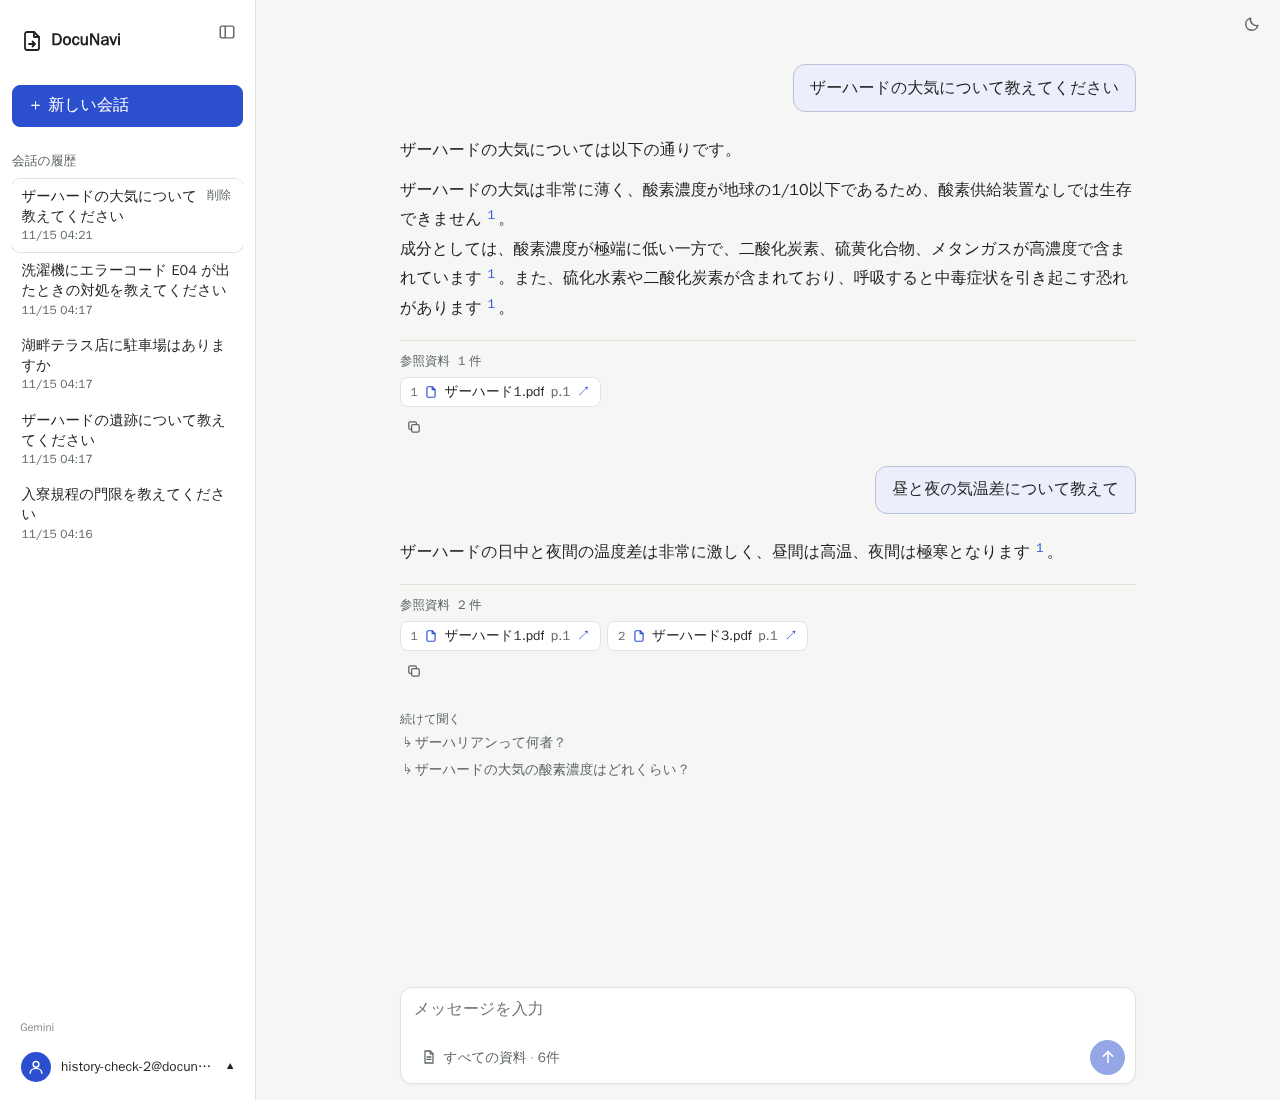 DocuNavi
+ 新しい会話
会話の履歴
ザーハードの大気について 削除
教えてください
11/15 04:21
洗濯機にエラーコード E04 が出
たときの対処を教えてください
11/15 04:17
湖畔テラス店に駐車場はありま
すか
11/15 04:17
ザーハードの遺跡について教え
てください
11/15 04:17
入寮規程の門限を教えてくださ
い
11/15 04:16
Gemini
history-check-2@docun… ▲
ザーハードの大気について教えてください
ザーハードの大気については以下の通りです。
ザーハードの大気は非常に薄く、酸素濃度が地球の1/10以下であるため、酸素供給装置なしでは生存
できません 1 。
成分としては、酸素濃度が極端に低い一方で、二酸化炭素、硫黄化合物、メタンガスが高濃度で含ま
れています 1 。また、硫化水素や二酸化炭素が含まれており、呼吸すると中毒症状を引き起こす恐れ
があります 1 。
参照資料 1 件
1 ザーハード1.pdf p.1 ↗
昼と夜の気温差について教えて
ザーハードの日中と夜間の温度差は非常に激しく、昼間は高温、夜間は極寒となります 1 。
参照資料 2 件
1 ザーハード1.pdf p.1 ↗ 2 ザーハード3.pdf p.1 ↗
続けて聞く
↳ ザーハリアンって何者？
↳ ザーハードの大気の酸素濃度はどれくらい？
メッセージを入力
すべての資料 · 6件